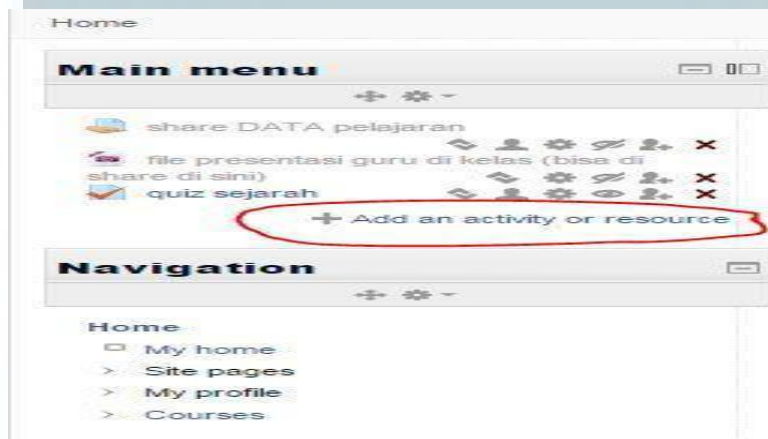 Home
Main menu
share DATA pelajaran
file presentasi guru di kelas (bisa di
share di sini)
quiz sejarah
Add an activity or resource
Navigation
Home
My home
Site pages
My profile
Courses